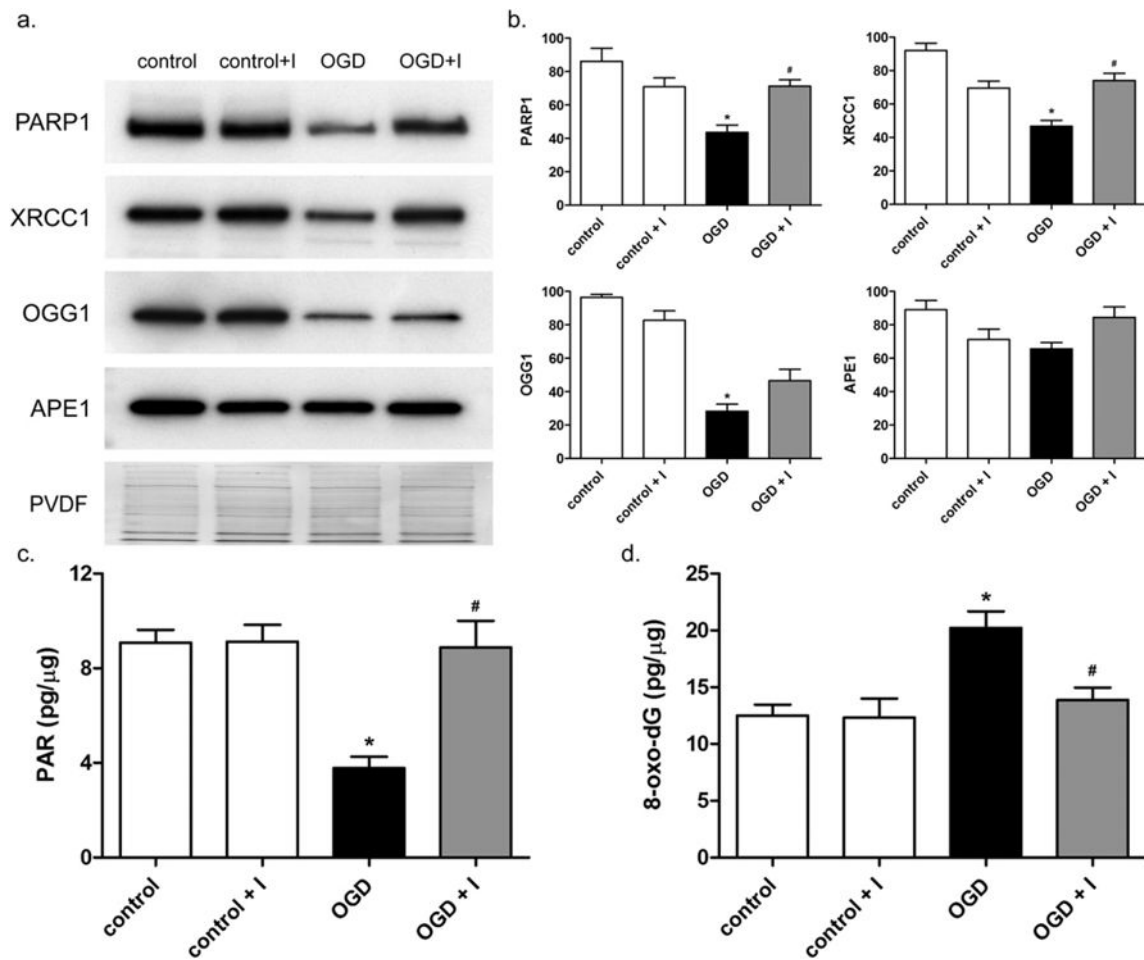 a.
control control+I OGD OGD+I
PARP1
XRCC1
OGG1
APE1
PVDF
b.
100
80
60
40
20
0
PARP1
*
#
control
control + I
OGD
OGD + I
100
80
60
40
20
0
XRCC1
*
#
control
control + I
OGD
OGD + I
100
80
60
40
20
0
OGG1
*
control
control + I
OGD
OGD + I
100
80
60
40
20
0
APE1
control
control + I
OGD
OGD + I
c.
12
9
6
4
0
PAR (pg/µg)
*
#
control
control + I
OGD
OGD + I
d.
25
20
15
10
5
0
8-oxo-dG (pg/µg)
*
#
control
control + I
OGD
OGD + I